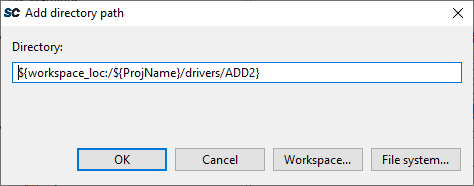 SC Add directory path
Directory:
${workspace_loc:/${ProjName}/drivers/ADD2}
OK
Cancel
Workspace...
File system...